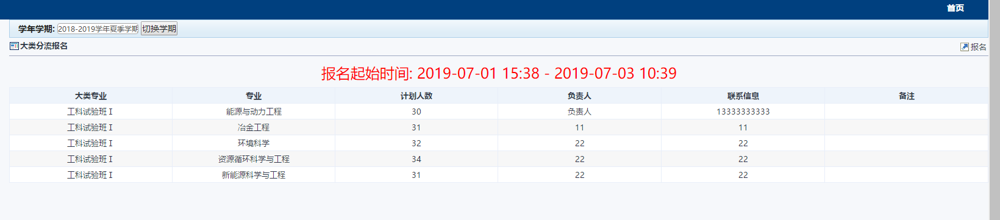 首页
学年学期: 2018-2019学年夏季学期 切换学期
大类分流报名 报名
报名起始时间: 2019-07-01 15:38 - 2019-07-03 10:39
大类专业 专业 计划人数 负责人 联系信息 备注
工科试验班 I 能源与动力工程 30 负责人 13333333333
工科试验班 I 冶金工程 31 11 11
工科试验班 I 环境科学 32 22 22
工科试验班 I 资源循环科学与工程 34 22 22
工科试验班 I 新能源科学与工程 31 22 22